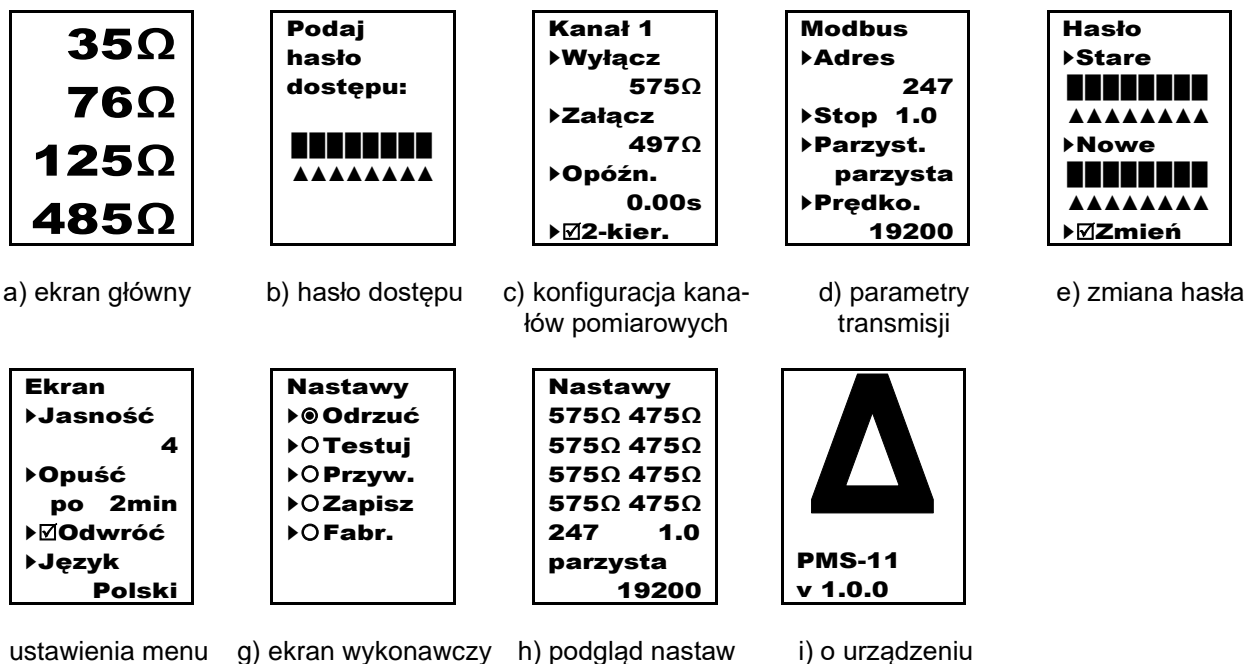 35Ω
76Ω
125Ω
485Ω
a) ekran główny
Podaj
hasło
dostępu:
▲▲▲▲▲▲▲▲
b) hasło dostępu
Kanał 1
▶Wyłącz
575Ω
▶Załącz
497Ω
▶Opóźn.
0.00s
▶☑2-kier.
c) konfiguracja kana-
łów pomiarowych
Modbus
▶Adres
247
▶Stop 1.0
▶Parzyst.
parzysta
▶Prędko.
19200
d) parametry
transmisji
Hasło
▶Stare
▲▲▲▲▲▲▲▲
▶Nowe
▲▲▲▲▲▲▲▲
▶☑Zmień
e) zmiana hasła
Ekran
▶Jasność
4
▶Opuść
po 2min
▶☑Odwróć
▶Język
Polski
ustawienia menu
Nastawy
▶◉Odrzuć
▶○Testuj
▶○Przyw.
▶○Zapisz
▶○Fabr.
g) ekran wykonawczy
Nastawy
575Ω 475Ω
575Ω 475Ω
575Ω 475Ω
575Ω 475Ω
247 1.0
parzysta
19200
h) podgląd nastaw
PMS-11
v 1.0.0
i) o urządzeniu